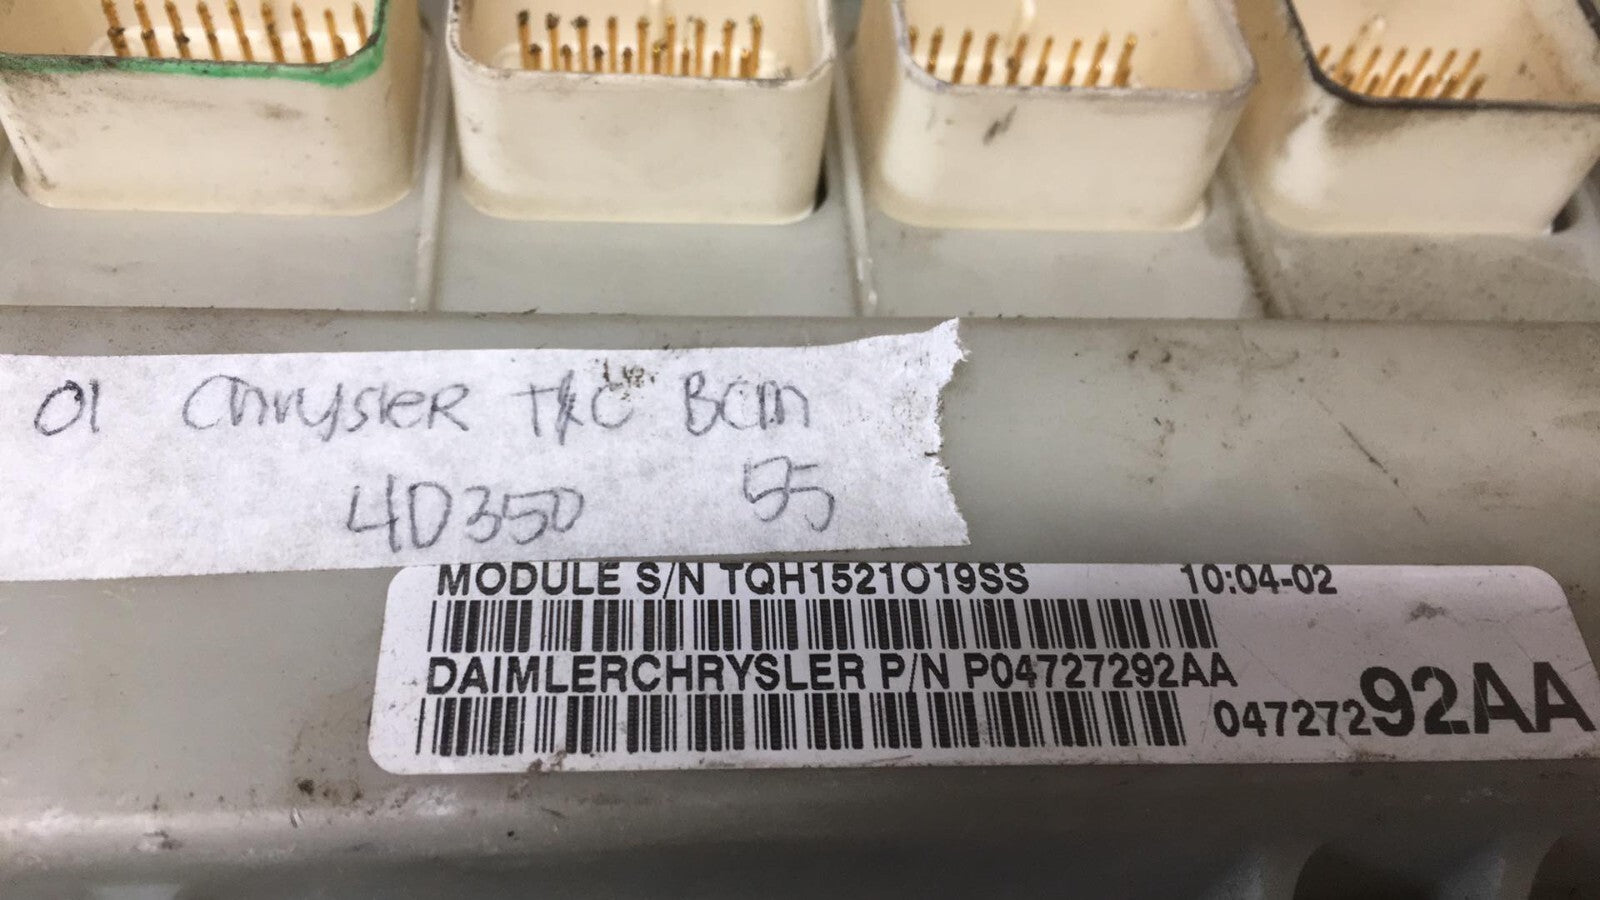 01 Chrysler T&C BCM
4D350 55
MODULE S/N TQH1521O19SS 10:04-02
DAIMLERCHRYSLER P/N P04727292AA
04727292AA